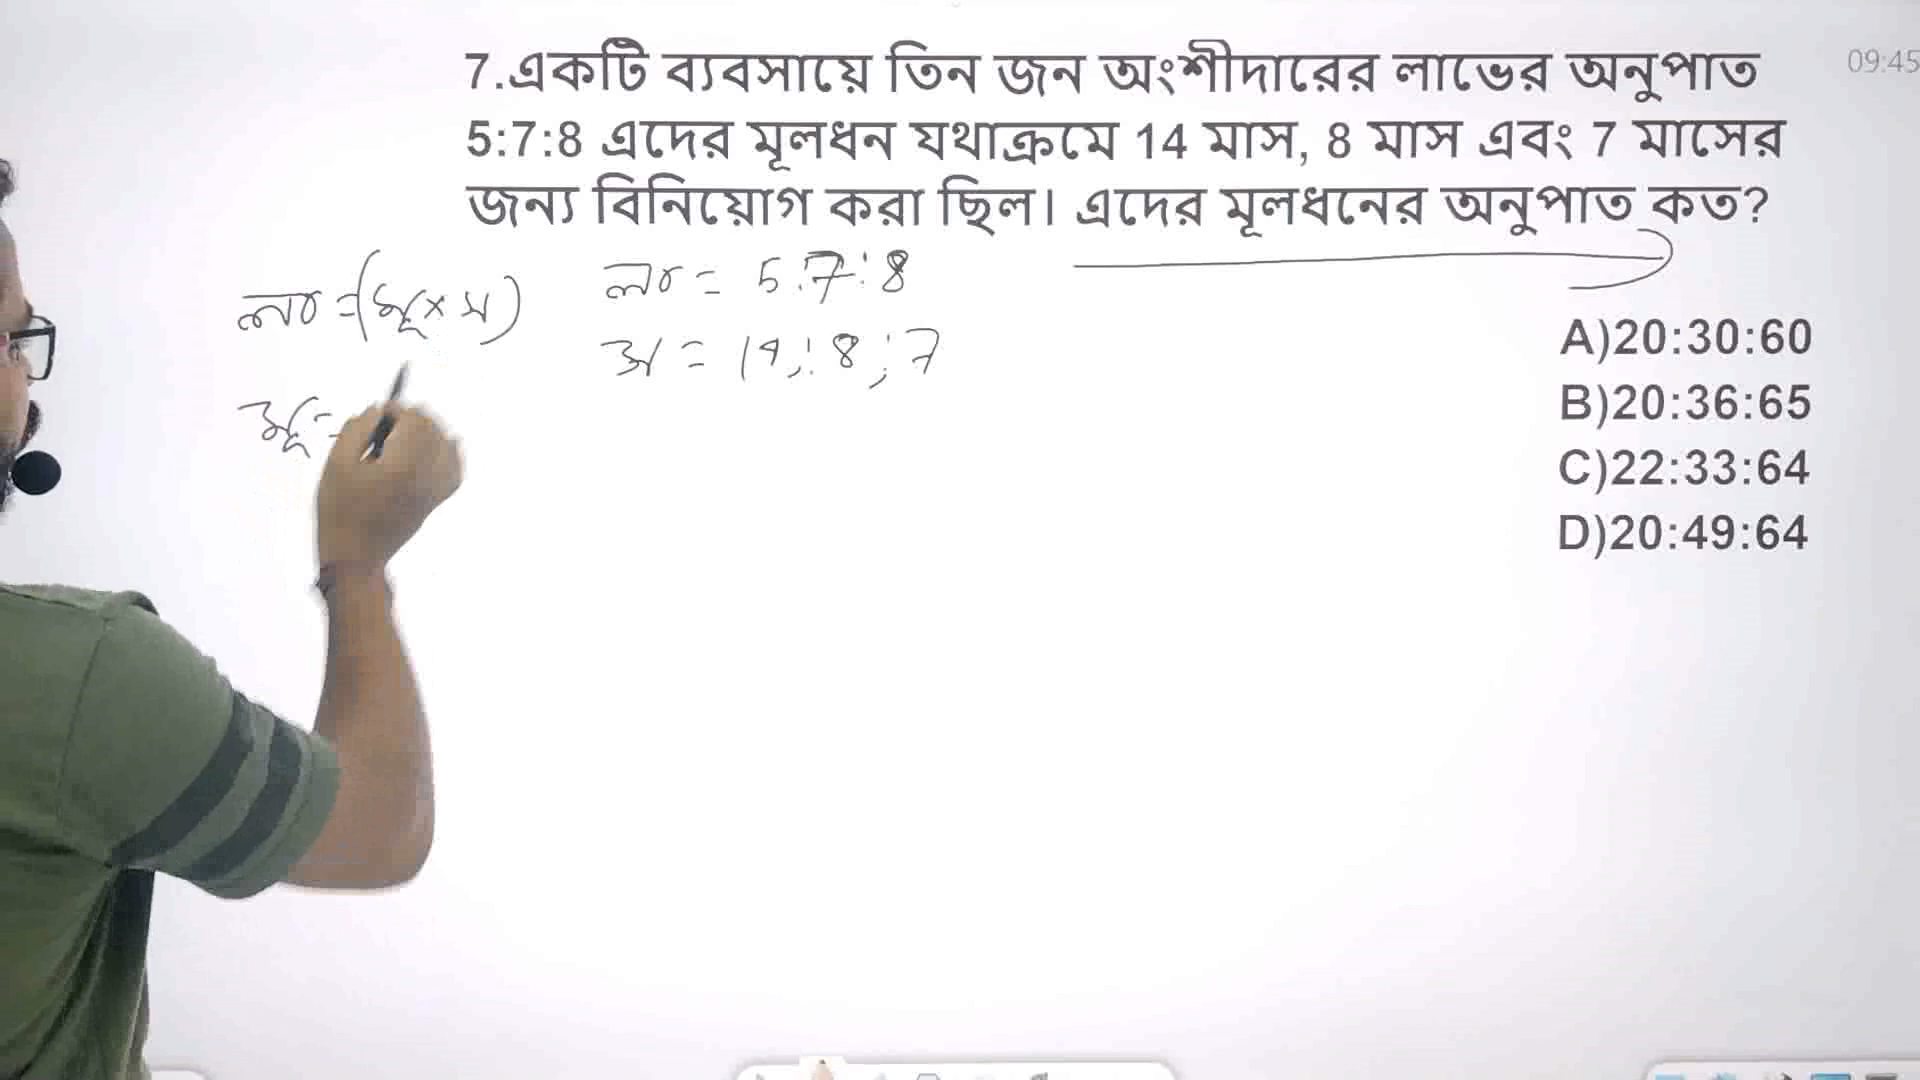 09:45
7.একটি ব্যবসায়ে তিন জন অংশীদারের লাভের অনুপাত
5:7:8 এদের মূলধন যথাক্রমে 14 মাস, 8 মাস এবং 7 মাসের
জন্য বিনিয়োগ করা ছিল। এদের মূলধনের অনুপাত কত?
লাভ =(মূ× স)
লাভ = 5:7:8
স = 14, : 8 ; 7
মূ =
A)20:30:60
B)20:36:65
C)22:33:64
D)20:49:64